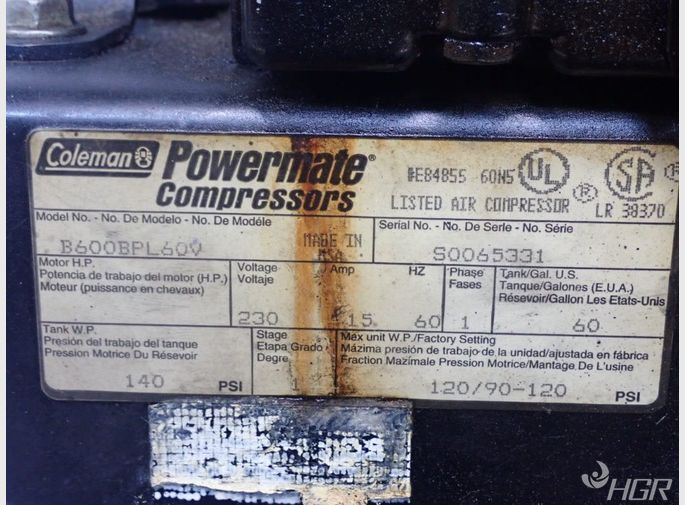 Coleman Powermate® Compressors
#E84855 60N5 UL ®
LISTED AIR COMPRESSOR
SA ®
LR 38370
Model No. - No. De Modelo - No. De Modéle
B600BPL60V
MADE IN
Serial No. - No. De Serle - No. Série
S0065331
Motor H.P.
Potencia de trabajo del motor (H.P.)
Moteur (puissance en chevaux)
Voltage
Voltaje
230
Amp
15
HZ
60
Phase
Fases
1
Tank/Gal. U.S.
Tanque/Galones (E.U.A.)
Résevoir/Gallon Les Etats-Unis
60
Tank W.P.
Presión del trabajo del tanque
Pression Motrice Du Résevoir
140 PSI
Stage
Etapa Grado
Degre
1
Max unit W.P./Factory Setting
Mázima presión de trabajo de la unidad/ajustada en fábrica
Fraction Mazimale Pression Motrice/Mantage De L'usine
120/90-120 PSI
HGR